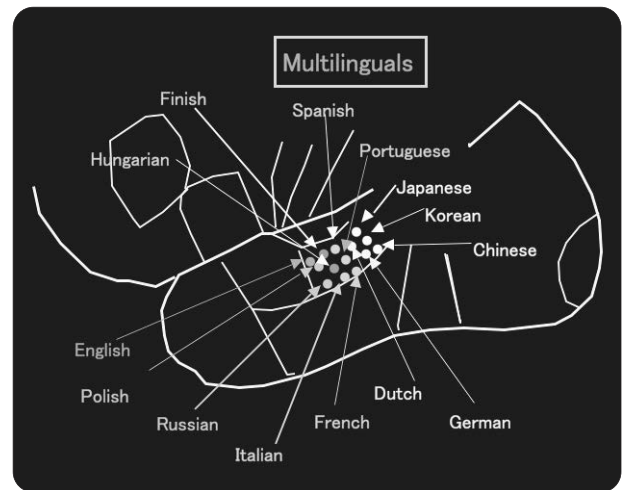 Multilinguals
Finish
Spanish
Hungarian
Portuguese
Japanese
Korean
Chinese
English
Polish
Dutch
Russian
French
German
Italian